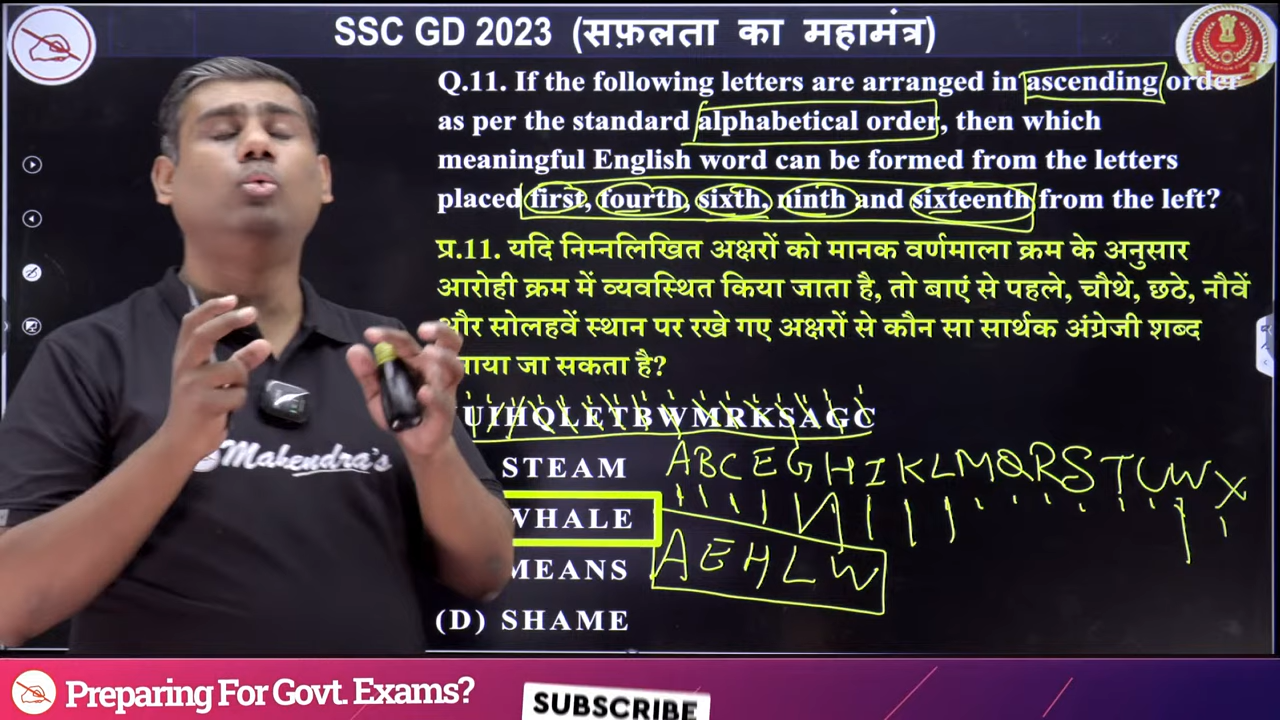 SSC GD 2023 (सफ़लता का महामंत्र)
Q.11. If the following letters are arranged in ascending order
as per the standard alphabetical order, then which
meaningful English word can be formed from the letters
placed first, fourth, sixth, ninth and sixteenth from the left?
प्र.11. यदि निम्नलिखित अक्षरों को मानक वर्णमाला क्रम के अनुसार
आरोही क्रम में व्यवस्थित किया जाता है, तो बाएं से पहले, चौथे, छठे, नौवें
और सोलहवें स्थान पर रखे गए अक्षरों से कौन सा सार्थक अंग्रेजी शब्द
जा सकता है?
UIHQLETBWMRKSAGC
STEAM
ABCEGHIKLMQRSTUWX
WHALE
AEHLW
MEANS
(D) SHAME
Mahendra's
Preparing For Govt. Exams?
SUBSCRIBE